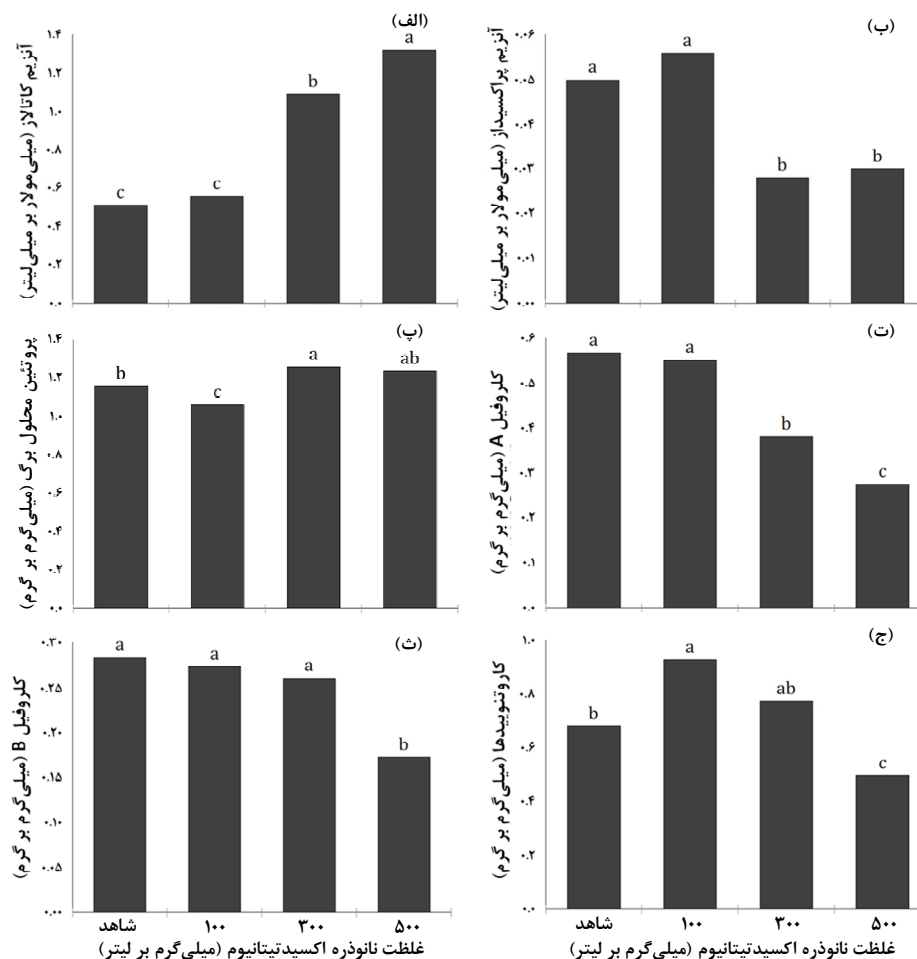 (الف)
آنزیم کاتالاز (میلی‌مولار بر میلی‌لیتر)
۱.۴
۱.۲
۱.۰
۰.۸
۰.۶
۰.۴
۰.۲
۰.۰
c
c
b
a
(ب)
آنزیم پراکسیداز (میلی‌مولار بر میلی‌لیتر)
۰.۰۶
۰.۰۵
۰.۰۴
۰.۰۳
۰.۰۲
۰.۰۱
۰.۰۰
a
a
b
b
(پ)
پروتئین محلول برگ (میلی‌گرم بر گرم)
۱.۴
۱.۲
۱.۰
۰.۸
۰.۶
۰.۴
۰.۲
۰.۰
b
c
a
ab
(ت)
کلروفیل A (میلی‌گرم بر گرم)
۰.۶
۰.۵
۰.۴
۰.۳
۰.۲
۰.۱
۰.۰
a
a
b
c
(ث)
کلروفیل B (میلی‌گرم بر گرم)
۰.۳۰
۰.۲۵
۰.۲۰
۰.۱۵
۰.۱۰
۰.۰۵
۰.۰۰
a
a
a
b
شاهد ۱۰۰ ۳۰۰ ۵۰۰
غلظت نانوذره اکسیدتیتانیوم (میلی‌گرم بر لیتر)
(ج)
کاروتنوییدها (میلی‌گرم بر گرم)
۱.۰
۰.۸
۰.۶
۰.۴
۰.۲
۰.۰
b
a
ab
c
شاهد ۱۰۰ ۳۰۰ ۵۰۰
غلظت نانوذره اکسیدتیتانیوم (میلی‌گرم بر لیتر)